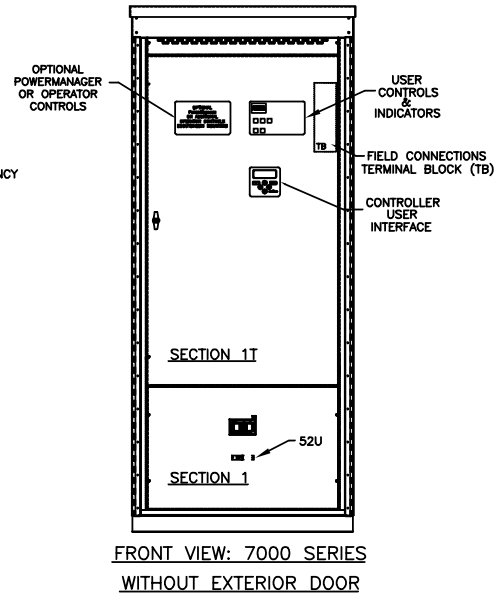 OPTIONAL
POWERMANAGER
OR OPERATOR
CONTROLS
USER
CONTROLS
&
INDICATORS
NCY
TB
FIELD CONNECTIONS
TERMINAL BLOCK (TB)
CONTROLLER
USER
INTERFACE
SECTION 1T
52U
SECTION 1
FRONT VIEW: 7000 SERIES
WITHOUT EXTERIOR DOOR